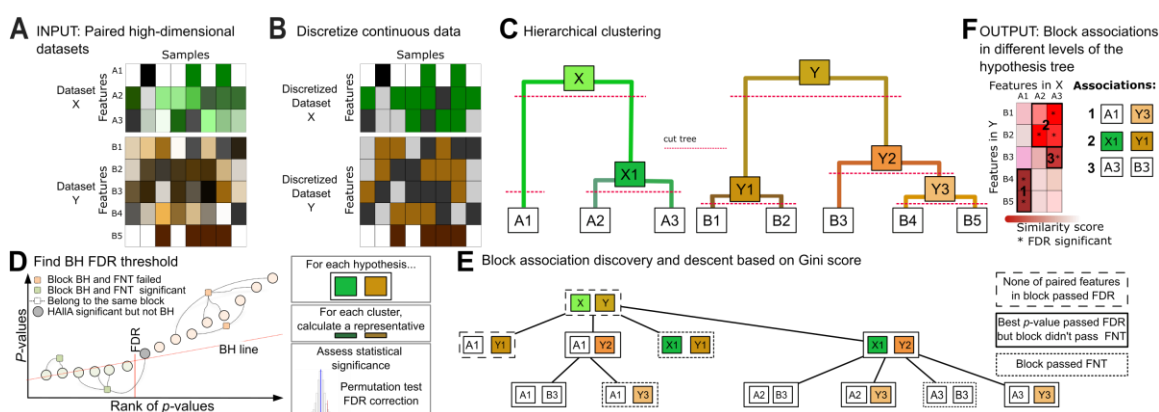 A INPUT: Paired high-dimensional
datasets
Samples
Dataset
X
Features
A1
A2
A3
Dataset
Y
Features
B1
B2
B3
B4
B5
B Discretize continuous data
Samples
Discretized
Dataset
X
Features
Discretized
Dataset
Y
Features
C Hierarchical clustering
X
Y
cut tree
X1
Y2
Y1
Y3
A1
A2
A3
B1
B2
B3
B4
B5
F OUTPUT: Block associations
in different levels of the
hypothesis tree
Features in X
A1 A2 A3
Features in Y
B1
B2
B3
B4
B5
2
* *
*
3*
*
1
*
Similarity score
* FDR significant
Associations:
1 A1 Y3
2 X1 Y1
3 A3 B3
D Find BH FDR threshold
Block BH and FNT failed
Block BH and FNT significant
Belong to the same block
HAllA significant but not BH
P-values
FDR
BH line
Rank of p-values
For each hypothesis...
For each cluster,
calculate a representative
Assess statistical
significance
Permutation test
FDR correction
E Block association discovery and descent based on Gini score
X Y
A1 Y1
A1 Y2
X1 Y1
X1 Y2
A1 B3
A1 Y3
A2 B3
A2 Y3
A3 B3
A3 Y3
None of paired features
in block passed FDR
Best p-value passed FDR
but block didn't pass FNT
Block passed FNT